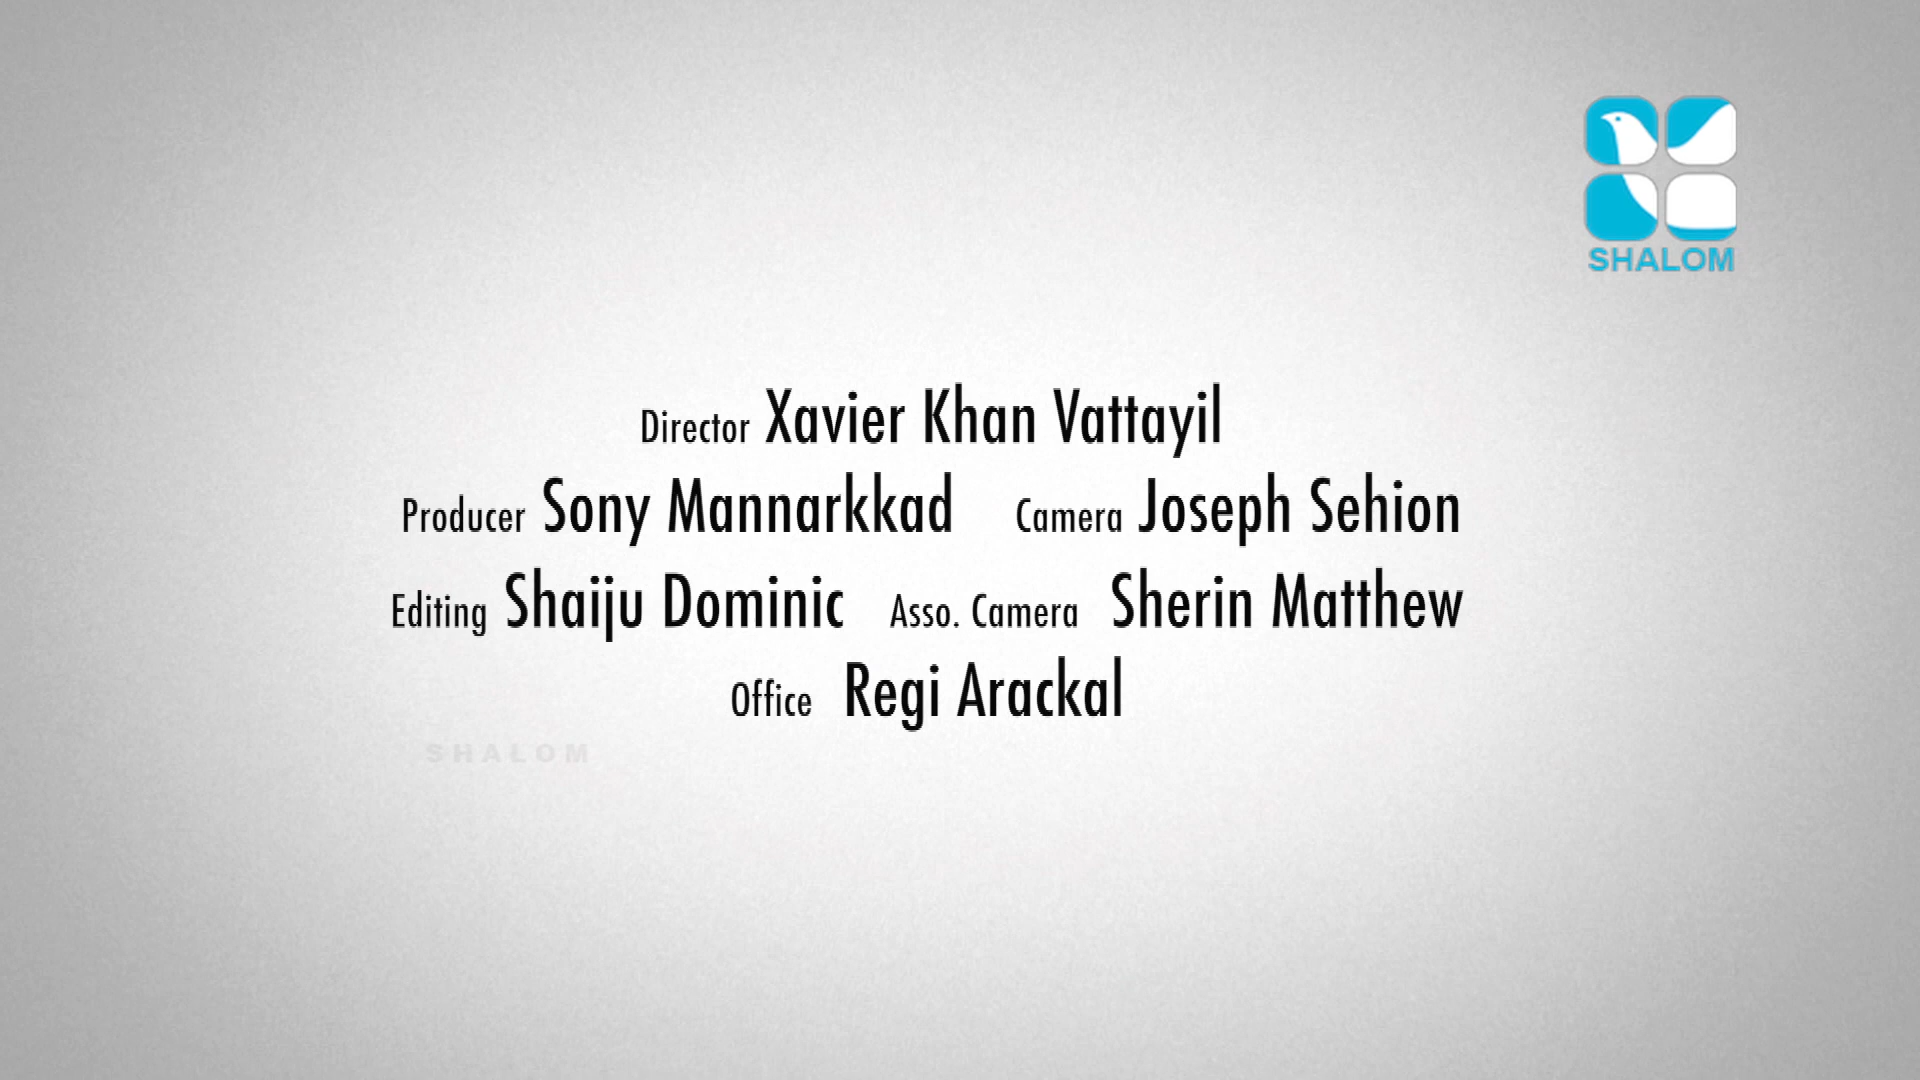 SHALOM
Director Xavier Khan Vattayil
Producer Sony Mannarkkad Camera Joseph Sehion
Editing Shaiju Dominic Asso. Camera Sherin Matthew
Office Regi Arackal
SHALOM